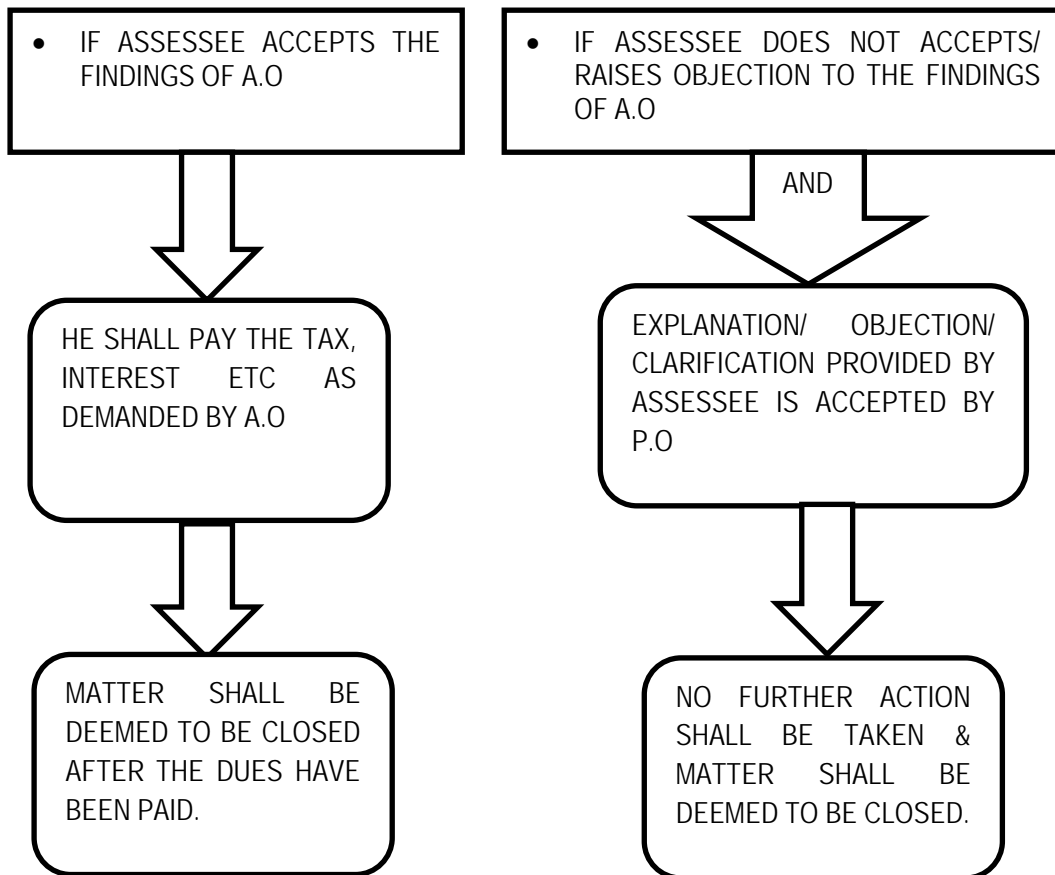 • IF ASSESSEE ACCEPTS THE
FINDINGS OF A.O
HE SHALL PAY THE TAX,
INTEREST ETC AS
DEMANDED BY A.O
MATTER SHALL BE
DEEMED TO BE CLOSED
AFTER THE DUES HAVE
BEEN PAID.
• IF ASSESSEE DOES NOT ACCEPTS/
RAISES OBJECTION TO THE FINDINGS
OF A.O
AND
EXPLANATION/ OBJECTION/
CLARIFICATION PROVIDED BY
ASSESSEE IS ACCEPTED BY
P.O
NO FURTHER ACTION
SHALL BE TAKEN &
MATTER SHALL BE
DEEMED TO BE CLOSED.